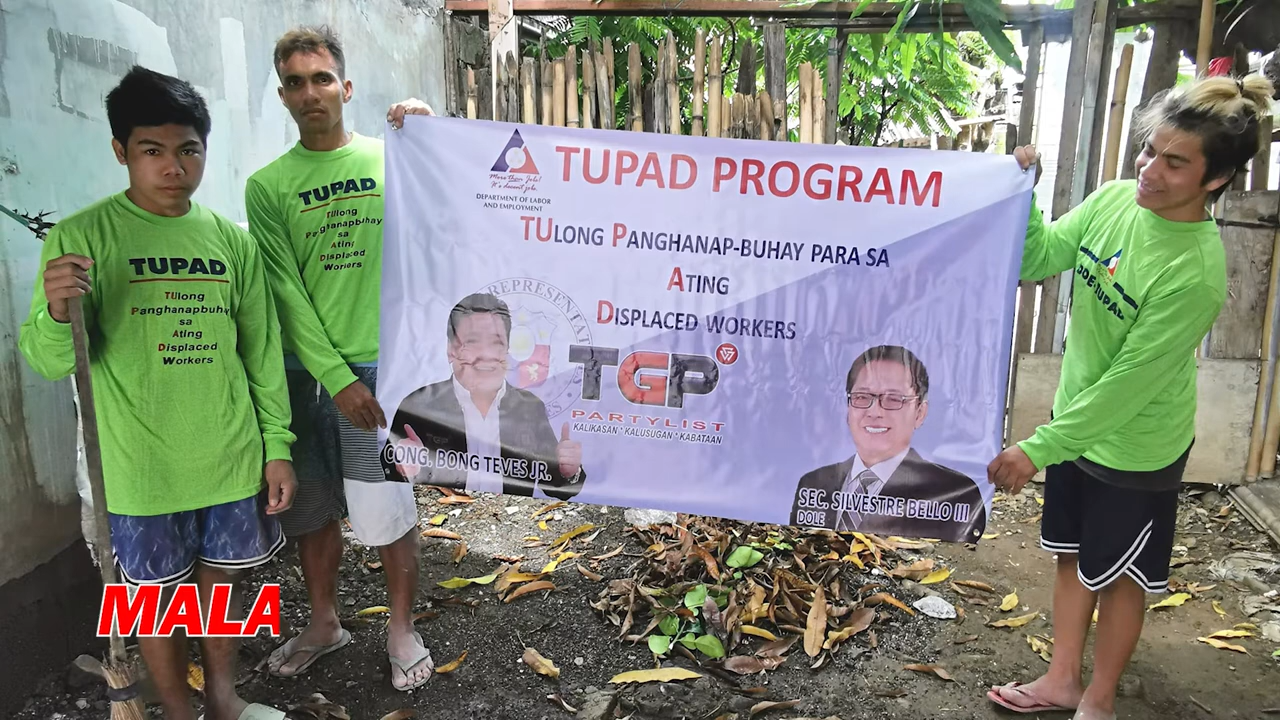 TUPAD PROGRAM
More than Jobs!
It's decent jobs.
DEPARTMENT OF LABOR
AND EMPLOYMENT
TULONG PANGHANAP-BUHAY PARA SA
ATING
DISPLACED WORKERS
REPRESENTATI
TGP
PARTYLIST
KALIKASAN * KALUSUGAN * KABATAAN
CONG. BONG TEVES JR.
SEC. SILVESTRE BELLO III
DOLE
TUPAD
TUlong
Panghanapbuhay
sa
Ating
Displaced
Workers
TUPAD
TUlong
Panghanapbuhay
sa
Ating
Displaced
Workers
MALA